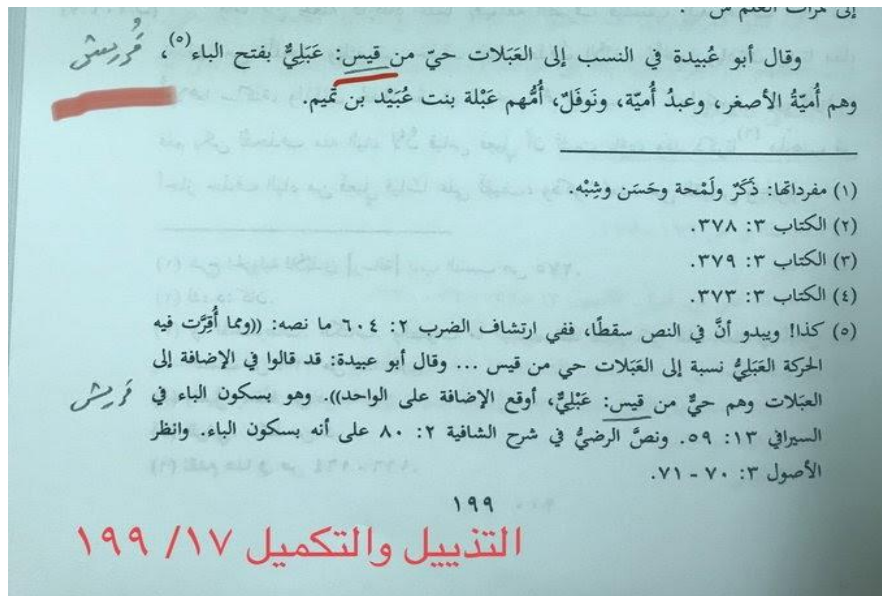 إلى
وقال أبو عُبيدة في النسب إلى العَبَلات حيّ من قيس: عَبَليٌّ بفتح الباء(٥)، قُريش
وهم أُميّةُ الأصغر، وعبدُ أُميّة، ونَوفَلٌ، أُمُّهم عَبْلة بنت عُبَيْد بن تميم.
(١) مفرداتها: ذَكَرٌ ولَمْحة وحَسَن وشِبْه.
(٢) الكتاب ٣: ٣٧٨.
(٣) الكتاب ٣: ٣٧٩.
(٤) الكتاب ٣: ٣٧٣.
(٥) كذا! ويبدو أنَّ في النص سقطًا، ففي ارتشاف الضرب ٢: ٦٠٤ ما نصه: ((ومما أُقِرَّت فيه
الحركة العَبَليُّ نسبة إلى العَبَلات حي من قيس ... وقال أبو عبيدة: قد قالوا في الإضافة إلى
العبَلات وهم حيٌّ من قيس: عَبْليٌّ، أوقع الإضافة على الواحد)). وهو بسكون الباء في قريش
السيرافي ١٣: ٥٩. ونصَّ الرضيُّ في شرح الشافية ٢: ٨٠ على أنه بسكون الباء. وانظر
الأصول ٣: ٧٠ - ٧١.
١٩٩
التذييل والتكميل ١٧/ ١٩٩